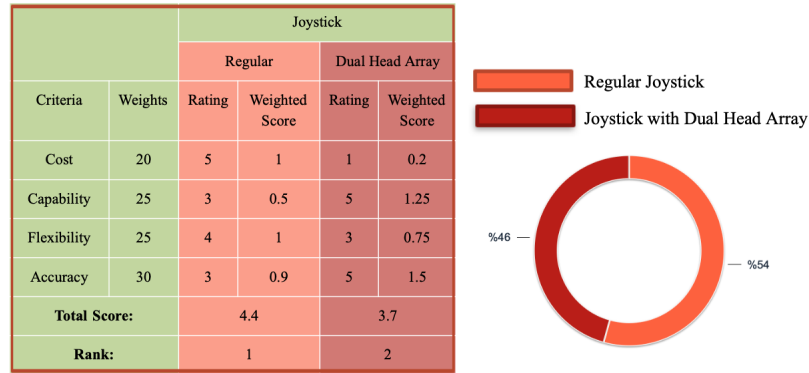 Joystick
Regular Dual Head Array
Criteria Weights Rating Weighted Score Rating Weighted Score
Cost 20 5 1 1 0.2
Capability 25 3 0.5 5 1.25
Flexibility 25 4 1 3 0.75
Accuracy 30 3 0.9 5 1.5
Total Score: 4.4 3.7
Rank: 1 2
Regular Joystick
Joystick with Dual Head Array
%46
%54